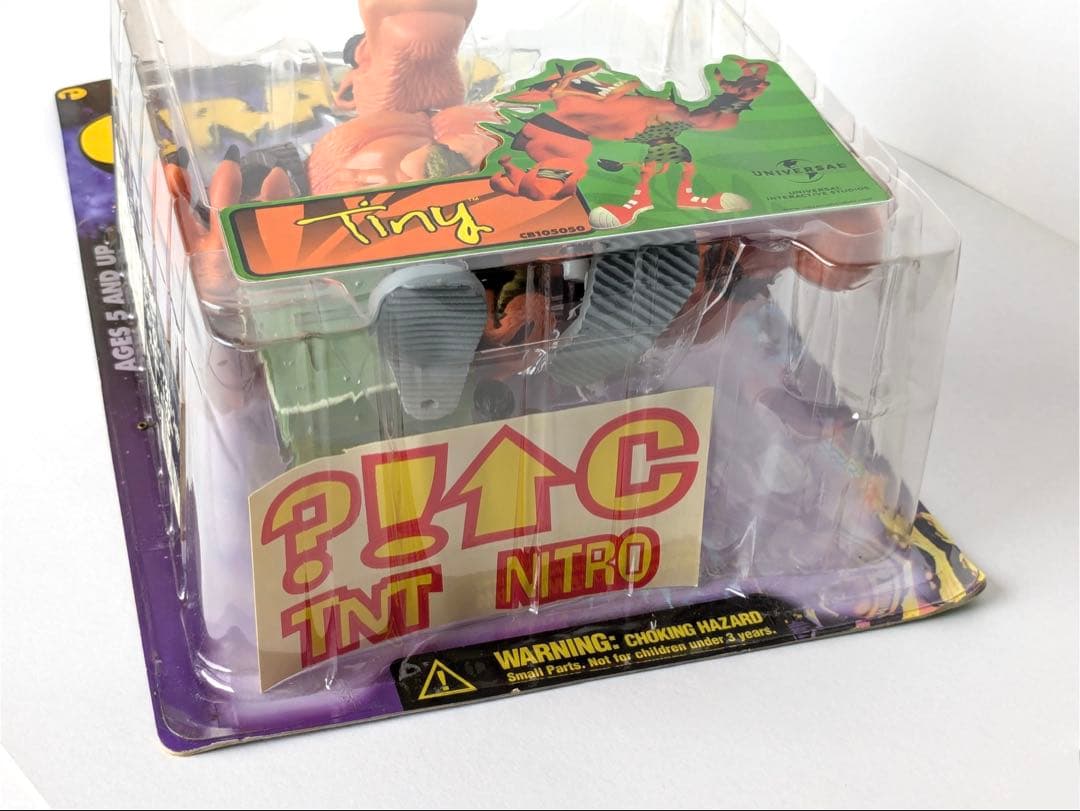 AGES 5 AND UP
Tiny™
CB105050
UNIVERSAL
UNIVERSAL
INTERACTIVE STUDIOS
?!C
TNT NITRO
WARNING: CHOKING HAZARD
Small Parts. Not for children under 3 years.